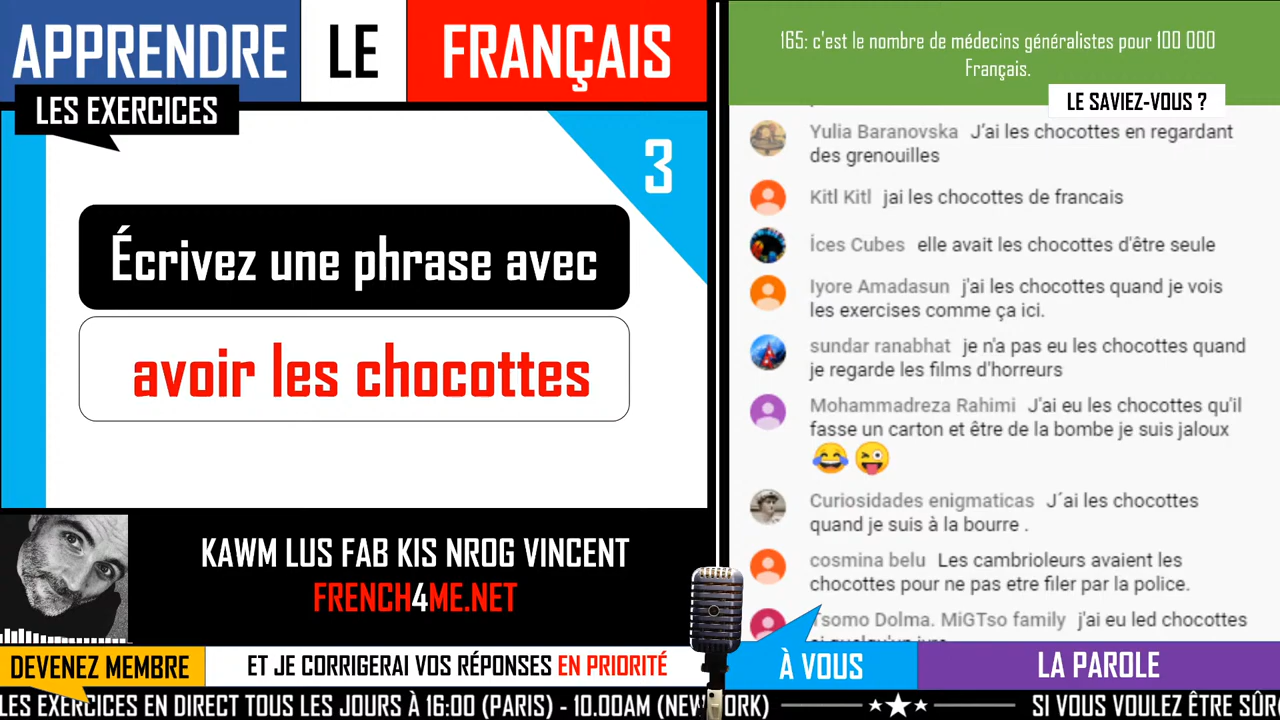 APPRENDRE LE FRANÇAIS
LES EXERCICES
3
Écrivez une phrase avec
avoir les chocottes
KAWM LUS FAB KIS NROG VINCENT
FRENCH4ME.NET
DEVENEZ MEMBRE
ET JE CORRIGERAI VOS RÉPONSES EN PRIORITÉ
165: c'est le nombre de médecins généralistes pour 100 000
Français.
LE SAVIEZ-VOUS ?
Yulia Baranovska J'ai les chocottes en regardant
des grenouilles
Kitl Kitl jai les chocottes de francais
Íces Cubes elle avait les chocottes d'être seule
Iyore Amadasun j'ai les chocottes quand je vois
les exercises comme ça ici.
sundar ranabhat je n'a pas eu les chocottes quand
je regarde les films d'horreurs
Mohammadreza Rahimi J'ai eu les chocottes qu'il
fasse un carton et être de la bombe je suis jaloux
😂😜
Curiosidades enigmaticas J´ai les chocottes
quand je suis à la bourre .
cosmina belu Les cambrioleurs avaient les
chocottes pour ne pas etre filer par la police.
Tsomo Dolma. MiGTso family j'ai eu led chocottes
À VOUS
LA PAROLE
LES EXERCICES EN DIRECT TOUS LES JOURS À 16:00 (PARIS) - 10.00AM (NEW YORK) SI VOUS VOULEZ ÊTRE